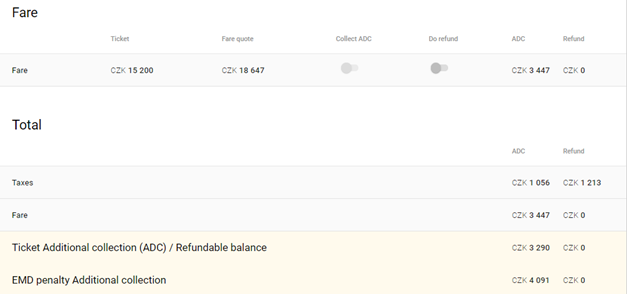 Fare
Ticket Fare quote Collect ADC Do refund ADC Refund
Fare CZK 15 200 CZK 18 647 CZK 3 447 CZK 0
Total
ADC Refund
Taxes CZK 1 056 CZK 1 213
Fare CZK 3 447 CZK 0
Ticket Additional collection (ADC) / Refundable balance CZK 3 290 CZK 0
EMD penalty Additional collection CZK 4 091 CZK 0